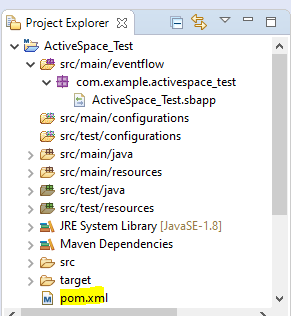 Project Explorer
ActiveSpace_Test
src/main/eventflow
com.example.activespace_test
ActiveSpace_Test.sbapp
src/main/configurations
src/test/configurations
src/main/java
src/main/resources
src/test/java
src/test/resources
JRE System Library [JavaSE-1.8]
Maven Dependencies
src
target
pom.xml